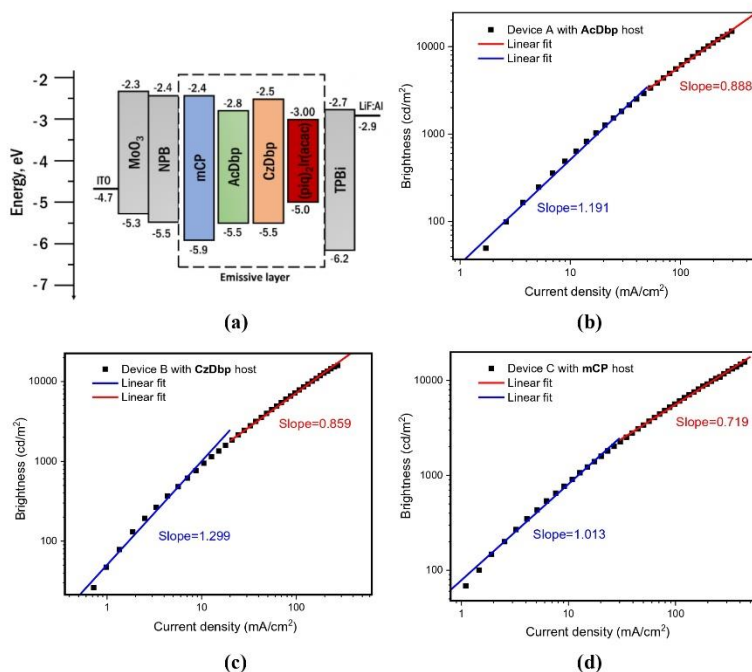 -2
-3
-4
-5
-6
-7
Energy, eV
ITO
-4.7
-2.3
MoO3
-5.3
-2.4
NPB
-5.5
-2.4
mCP
-5.9
-2.8
AcDbp
-5.5
-2.5
CzDbp
-5.5
-3.00
(piq)2Ir(acac)
-5.0
-2.7
TPBi
-6.2
LiF:Al
-2.9
Emissive layer
(a)
Device A with AcDbp host
Linear fit
Linear fit
Slope=0.888
Slope=1.191
10000
1000
100
Brightness (cd/m²)
1
10
100
Current density (mA/cm²)
(b)
Device B with CzDbp host
Linear fit
Linear fit
Slope=0.859
Slope=1.299
10000
1000
100
Brightness (cd/m²)
1
10
100
Current density (mA/cm²)
(c)
Device C with mCP host
Linear fit
Linear fit
Slope=0.719
Slope=1.013
10000
1000
100
Brightness (cd/m²)
1
10
100
Current density (mA/cm²)
(d)